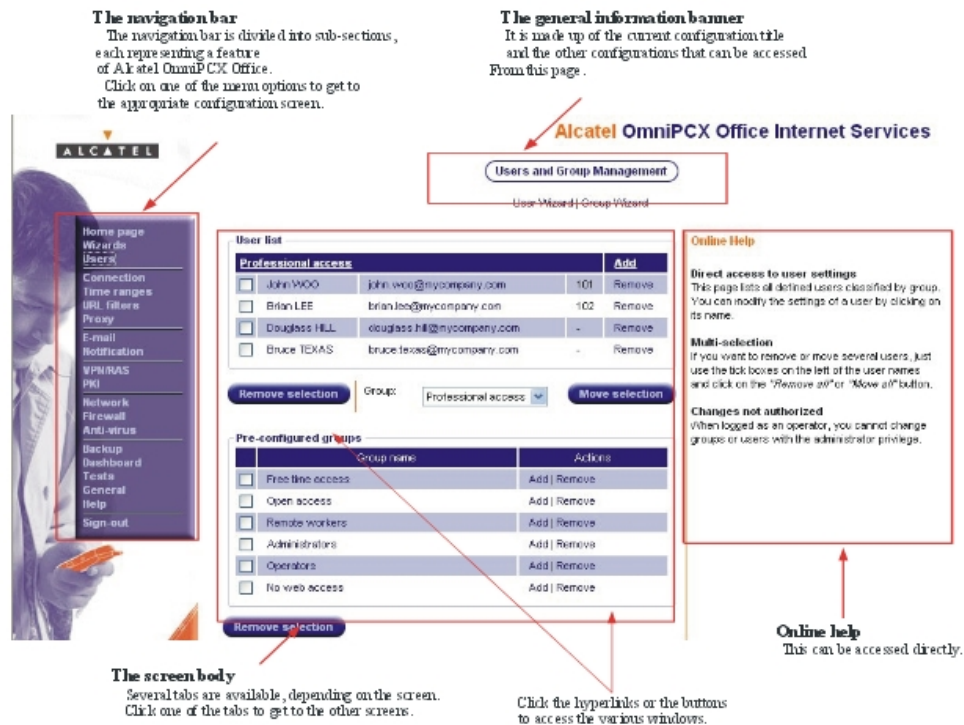 The navigation bar
The navigation bar is divided into sub-sections,
each representing a feature
of Alcatel OmniPCX Office.
Click on one of the menu options to get to
the appropriate configuration screen.
The general information banner
It is made up of the current configuration title
and the other configurations that can be accessed
From this page.
ALCATEL
Alcatel OmniPCX Office Internet Services
Users and Group Management
User Wizard | Group Wizard
Home page
Wizards
Users
Connection
Time ranges
URL filters
Proxy
E-mail
Notification
VPN/RAS
PKI
Network
Firewall
Anti-virus
Backup
Dashboard
Tests
General
Help
Sign-out
User list
Professional access Add
John WOO john.woo@mycompany.com 101 Remove
Brian LEE brian.lee@mycompany.com 102 Remove
Douglass HILL douglass.hill@mycompany.com - Remove
Bruce TEXAS bruce.texas@mycompany.com - Remove
Remove selection Group: Professional access Move selection
Pre-configured groups
Group name Actions
Free time access Add | Remove
Open access Add | Remove
Remote workers Add | Remove
Administrators Add | Remove
Operators Add | Remove
No web access Add | Remove
Remove selection
Online Help
Direct access to user settings
This page lists all defined users classified by group.
You can modify the settings of a user by clicking on
its name.
Multi-selection
If you want to remove or move several users, just
use the tick boxes on the left of the user names
and click on the "Remove all" or "Move all" button.
Changes not authorized
When logged as an operator, you cannot change
groups or users with the administrator privilege.
Online help
This can be accessed directly.
The screen body
Several tabs are available, depending on the screen.
Click one of the tabs to get to the other screens.
Click the hyperlinks or the buttons
to access the various windows.